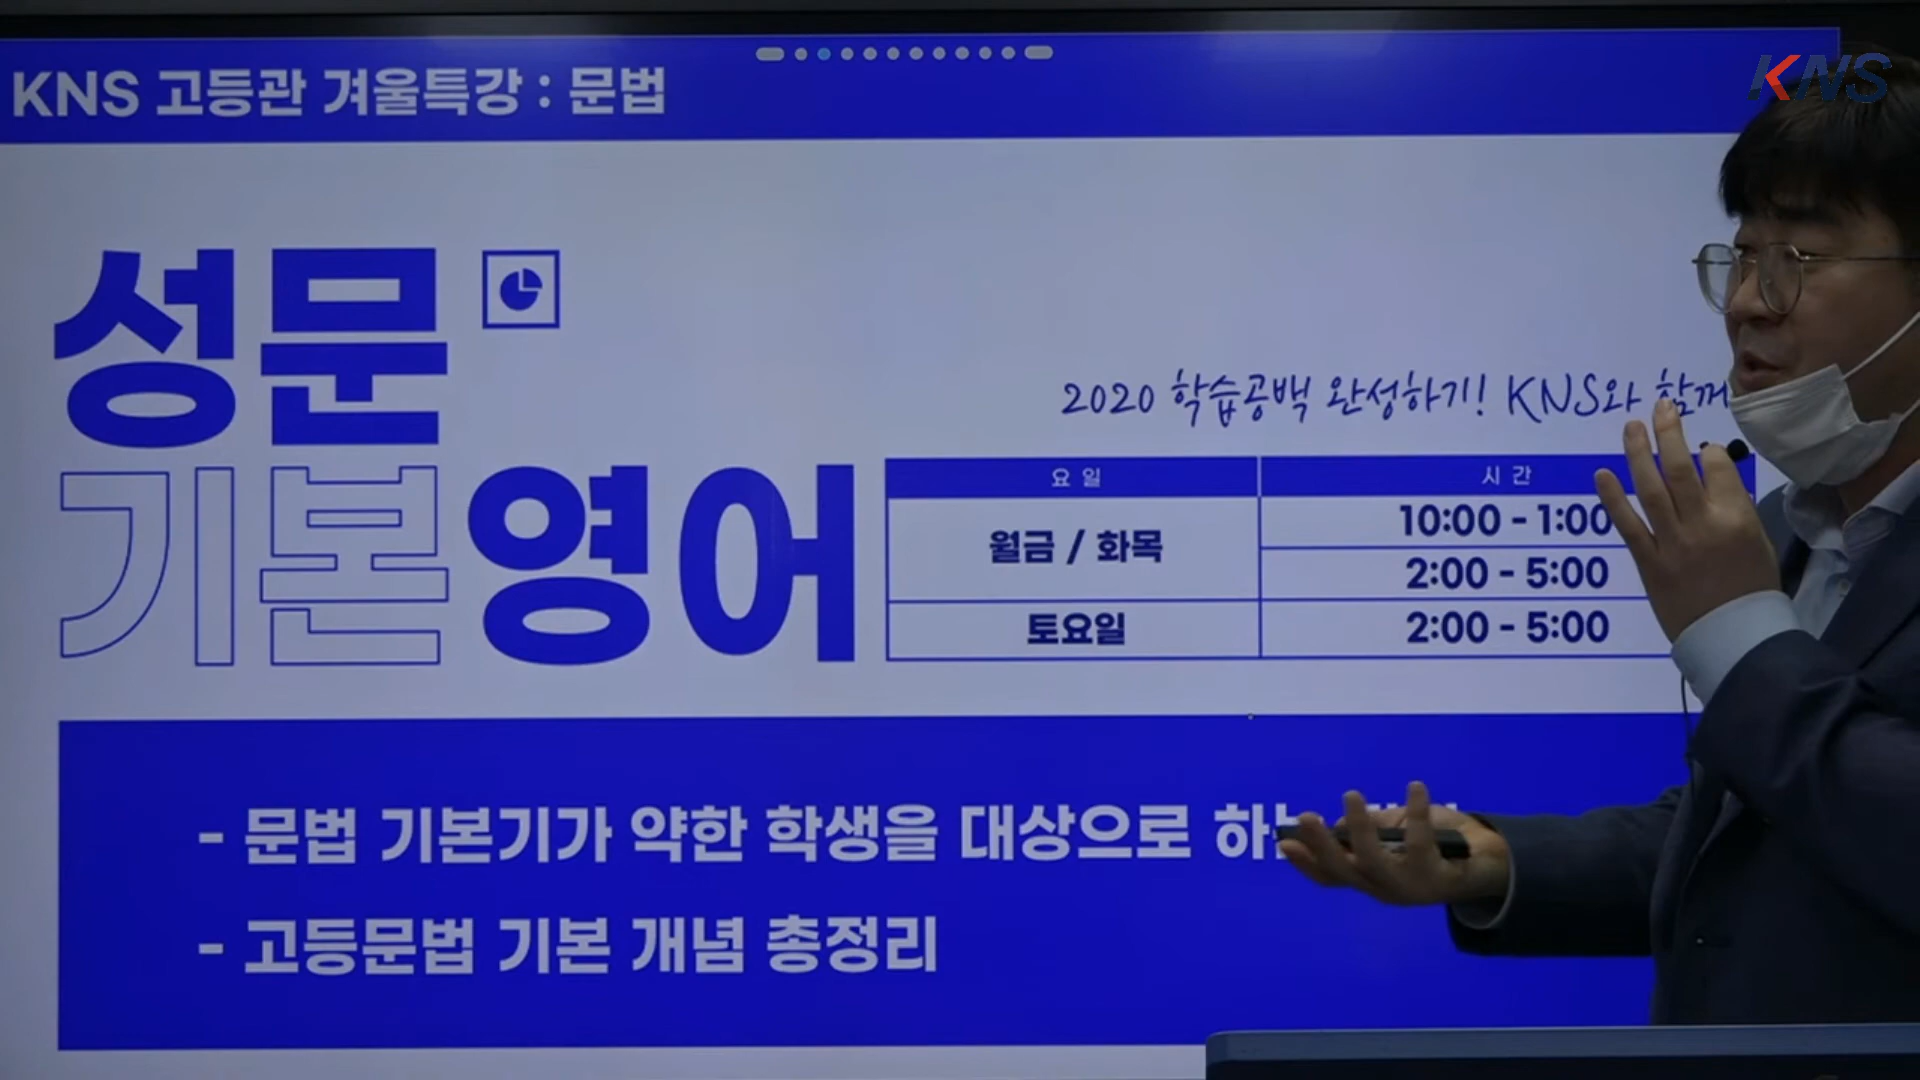 KNS 고등관 겨울특강 : 문법
KNS
성문
기본영어
2020 학습공백 완성하기! KNS와 함께
요일 시간
월금 / 화목
10:00 - 1:00
2:00 - 5:00
토요일 2:00 - 5:00
- 문법 기본기가 약한 학생을 대상으로
- 고등문법 기본 개념 총정리